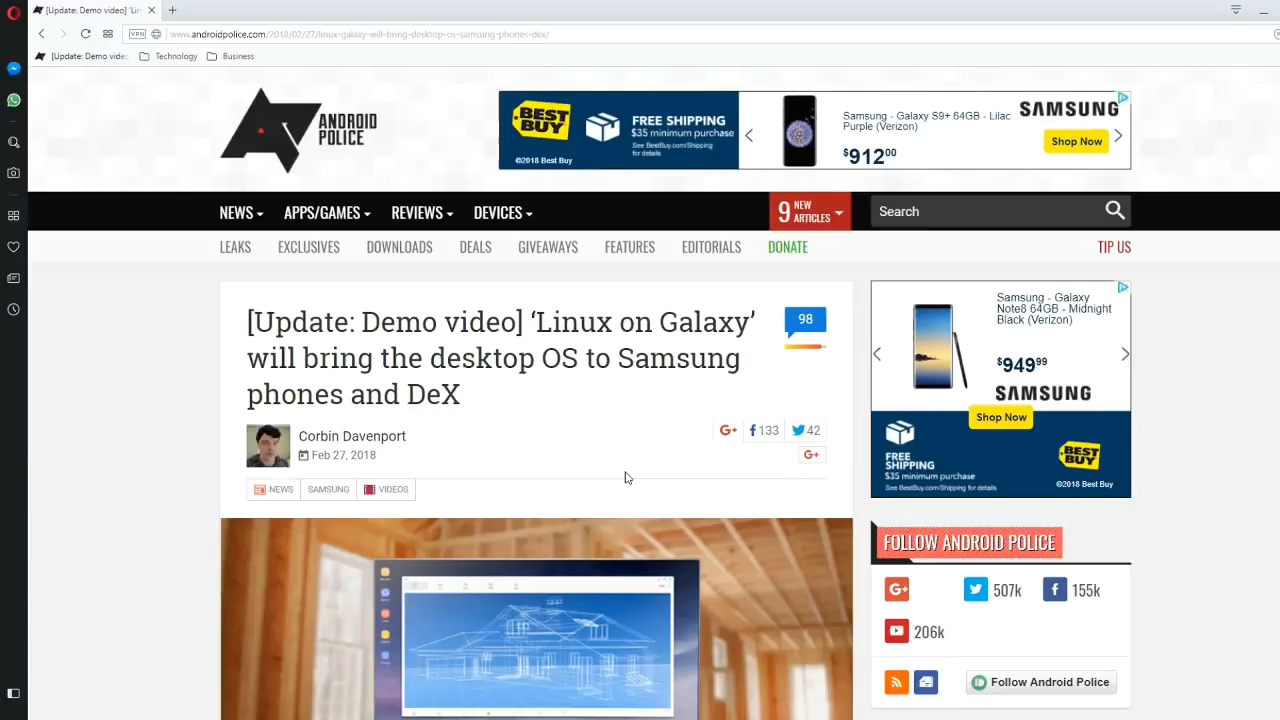 [Update: Demo video] 'Lin
VPN
www.androidpolice.com/2018/02/27/linux-galaxy-will-bring-desktop-os-samsung-phones-dex/
[Update: Demo videc
Technology
Business
ANDROID
POLICE
BEST
BUY
©2018 Best Buy
FREE SHIPPING
$35 minimum purchase
See BestBuy.com/Shipping
for details
Samsung - Galaxy S9+ 64GB - Lilac
Purple (Verizon)
$912.00
SAMSUNG
Shop Now
NEWS
APPS/GAMES
REVIEWS
DEVICES
9 NEW
ARTICLES
Search
LEAKS
EXCLUSIVES
DOWNLOADS
DEALS
GIVEAWAYS
FEATURES
EDITORIALS
DONATE
TIP US
[Update: Demo video] ‘Linux on Galaxy’
will bring the desktop OS to Samsung
phones and DeX
98
Corbin Davenport
Feb 27, 2018
G+
f 133
42
G+
NEWS
SAMSUNG
VIDEOS
Samsung - Galaxy
Note8 64GB - Midnight
Black (Verizon)
$949.99
SAMSUNG
Shop Now
FREE
SHIPPING
$35 minimum purchase
See BestBuy.com/Shipping for details
BEST
BUY
©2018 Best Buy
FOLLOW ANDROID POLICE
G+
507k
f 155k
206k
Follow Android Police